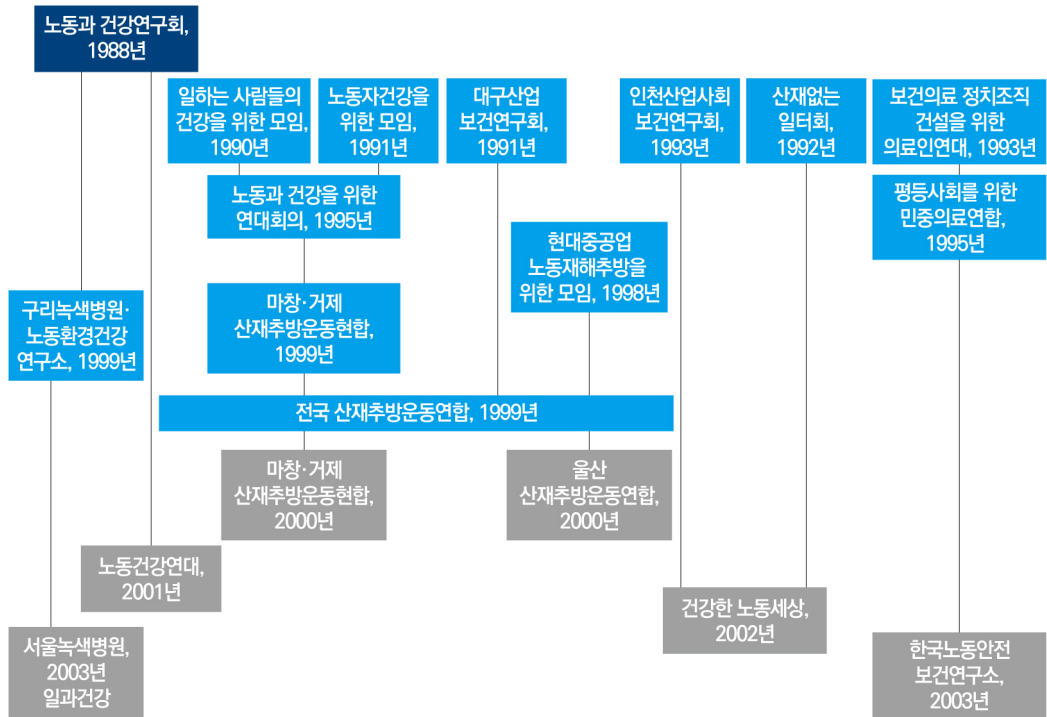 노동과 건강연구회,
1988년
일하는 사람들의
건강을 위한 모임,
1990년
노동자건강을
위한 모임,
1991년
대구산업
보건연구회,
1991년
인천산업사회
보건연구회,
1993년
산재없는
일터회,
1992년
보건의료 정치조직
건설을 위한
의료인연대, 1993년
노동과 건강을 위한
연대회의, 1995년
평등사회를 위한
민중의료연합,
1995년
현대중공업
노동재해추방을
위한 모임, 1998년
구리녹색병원·
노동환경건강
연구소, 1999년
마창·거제
산재추방운동현합,
1999년
전국 산재추방운동연합, 1999년
마창·거제
산재추방운동현합,
2000년
울산
산재추방운동연합,
2000년
노동건강연대,
2001년
건강한 노동세상,
2002년
서울녹색병원,
2003년
일과건강
한국노동안전
보건연구소,
2003년